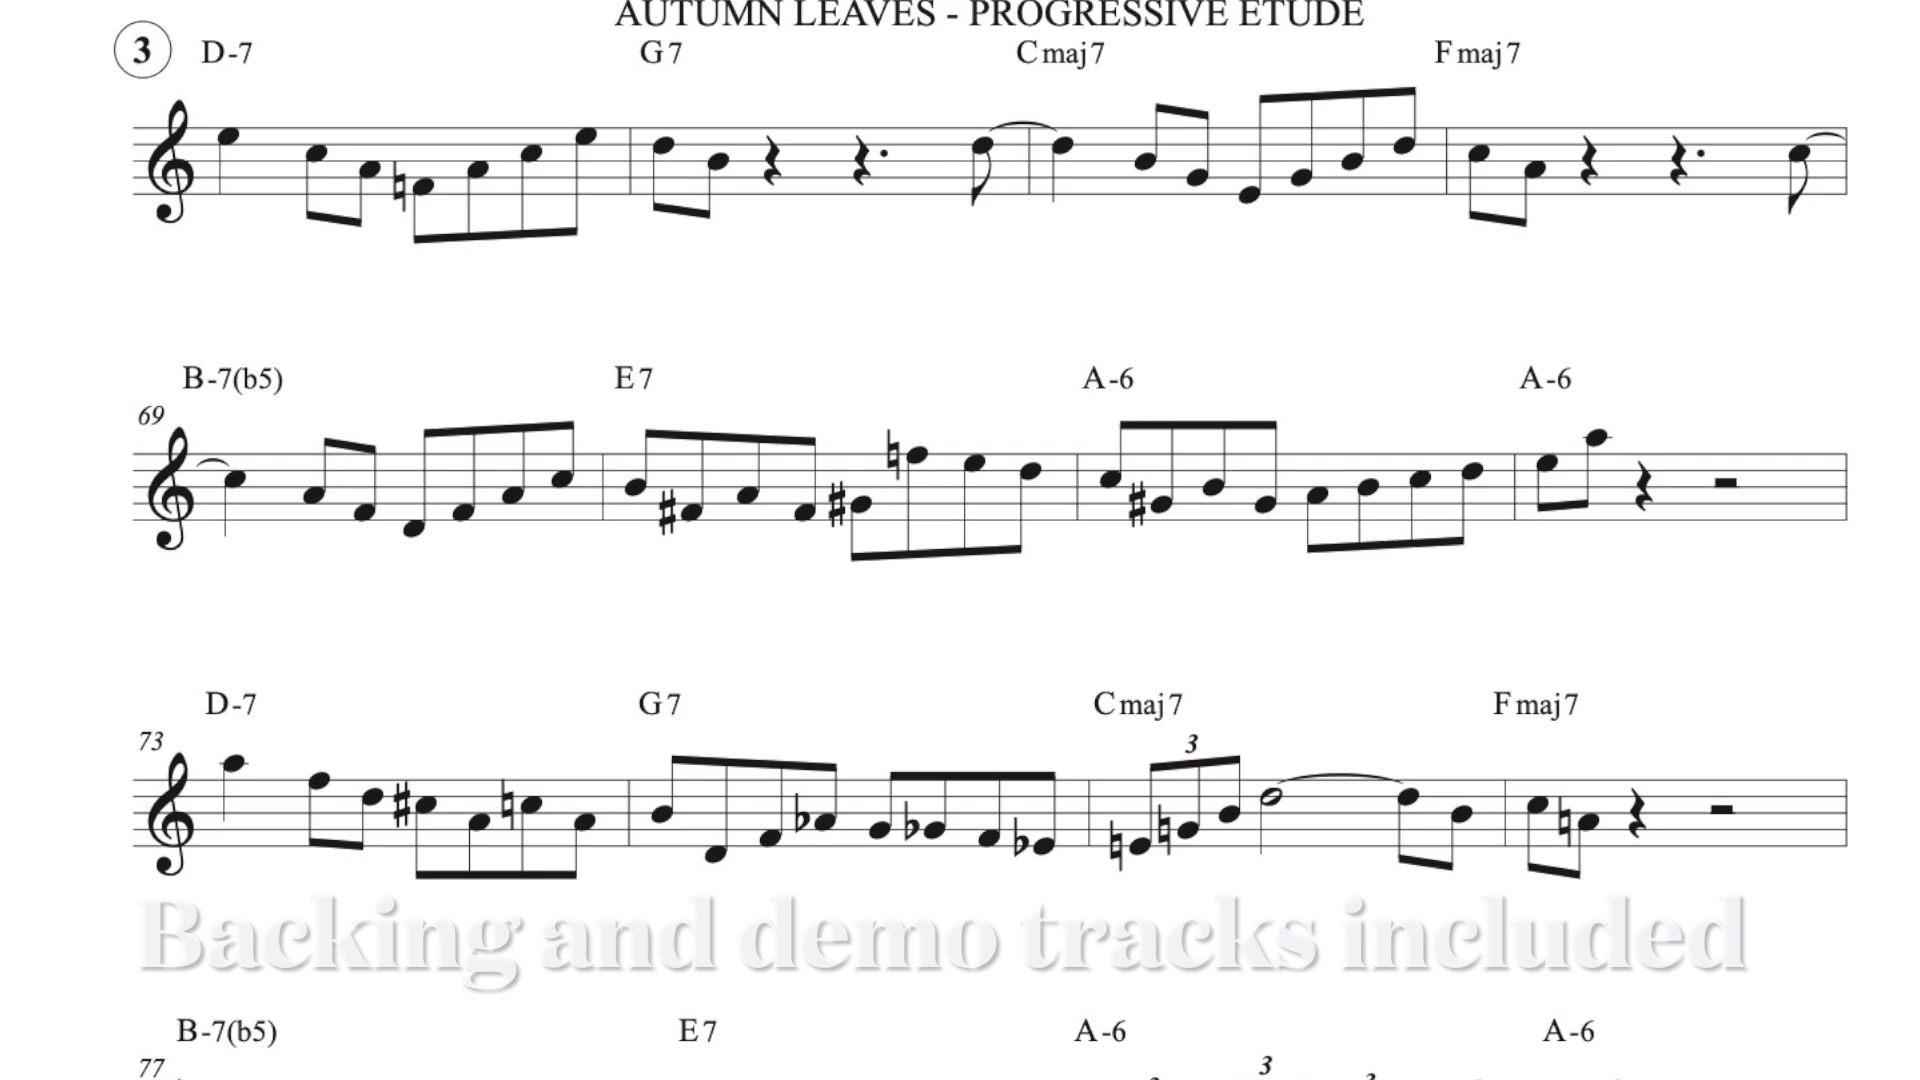 AUTUMN LEAVES - PROGRESSIVE ETUDE
3 D-7 G7 Cmaj7 Fmaj7
B-7(b5) E7 A-6 A-6
69
D-7 G7 Cmaj7 Fmaj7
73 3
Backing and demo tracks included
B-7(b5) E7 A-6 A-6
77 3